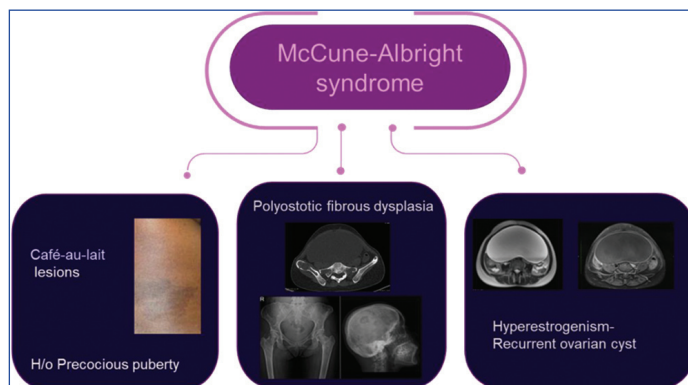 McCune-Albright
syndrome
Café-au-lait
lesions
H/o Precocious puberty
Polyostotic fibrous dysplasia
R
Hyperestrogenism-
Recurrent ovarian cyst